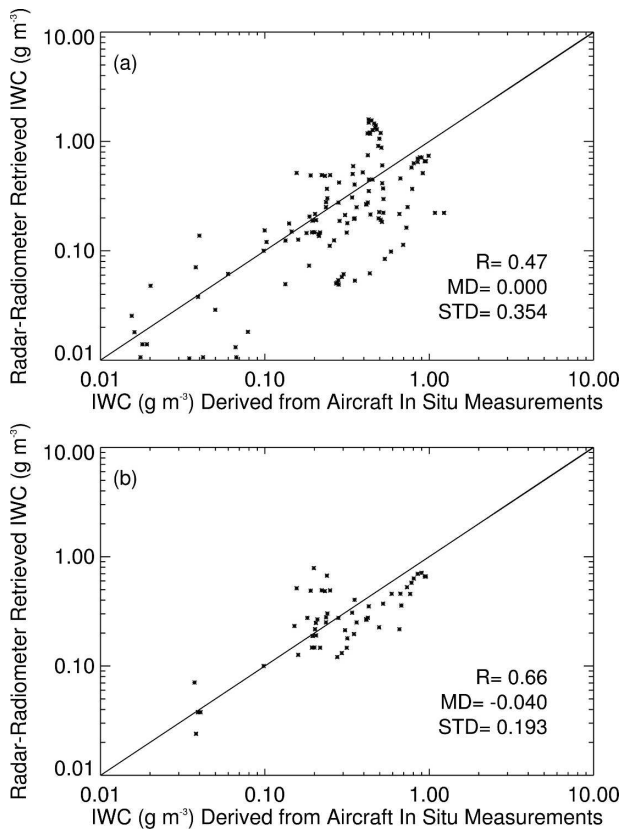 10.00
(a)
1.00
0.10
0.01
Radar-Radiometer Retrieved IWC (g m⁻³)
R= 0.47
MD= 0.000
STD= 0.354
0.01 0.10 1.00 10.00
IWC (g m⁻³) Derived from Aircraft In Situ Measurements
10.00
(b)
1.00
0.10
0.01
Radar-Radiometer Retrieved IWC (g m⁻³)
R= 0.66
MD= -0.040
STD= 0.193
0.01 0.10 1.00 10.00
IWC (g m⁻³) Derived from Aircraft In Situ Measurements